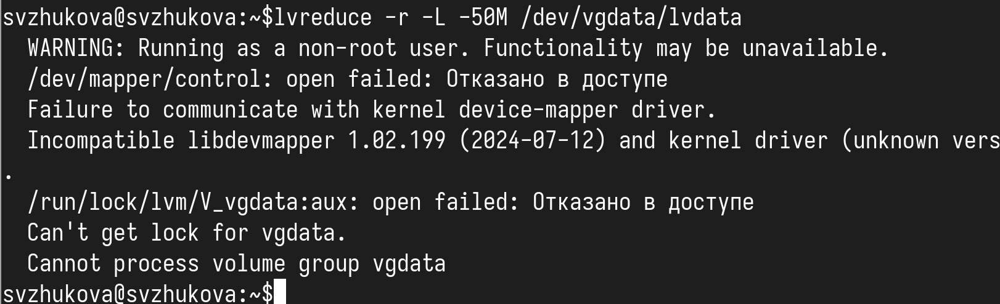 svzhukova@svzhukova:~$lvreduce -r -L -50M /dev/vgdata/lvdata
  WARNING: Running as a non-root user. Functionality may be unavailable.
  /dev/mapper/control: open failed: Отказано в доступе
  Failure to communicate with kernel device-mapper driver.
  Incompatible libdevmapper 1.02.199 (2024-07-12) and kernel driver (unknown vers
.
  /run/lock/lvm/V_vgdata:aux: open failed: Отказано в доступе
  Can't get lock for vgdata.
  Cannot process volume group vgdata
svzhukova@svzhukova:~$